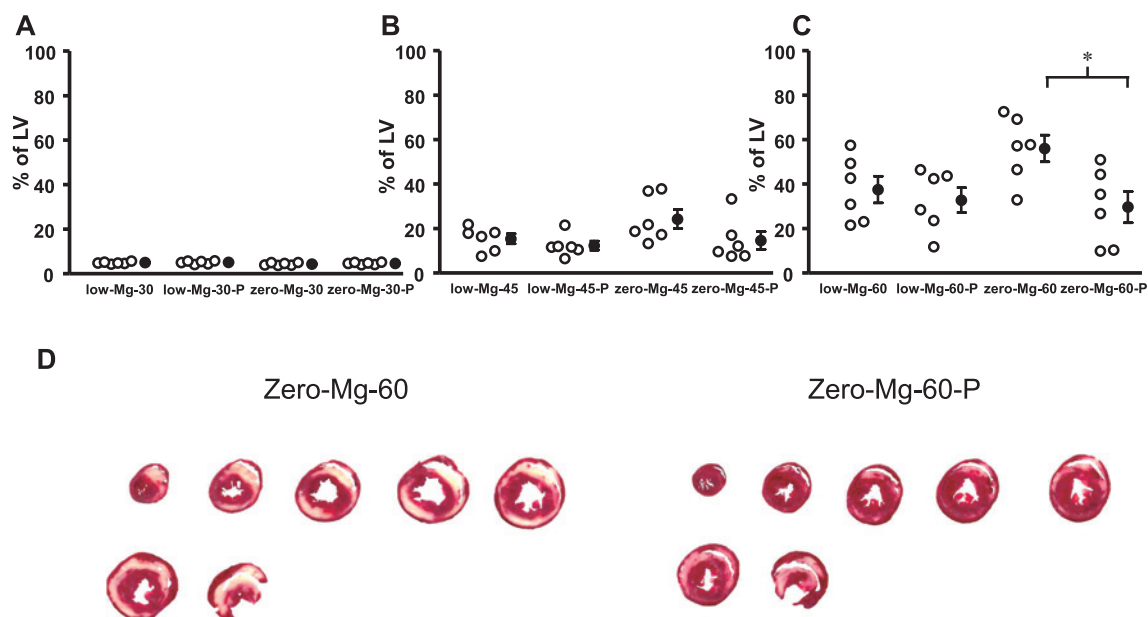 A
% of LV
100
80
60
40
20
0
low-Mg-30 low-Mg-30-P zero-Mg-30 zero-Mg-30-P
B
% of LV
100
80
60
40
20
0
low-Mg-45 low-Mg-45-P zero-Mg-45 zero-Mg-45-P
C
% of LV
100
80
60
40
20
0
*
low-Mg-60 low-Mg-60-P zero-Mg-60 zero-Mg-60-P
D
Zero-Mg-60
Zero-Mg-60-P